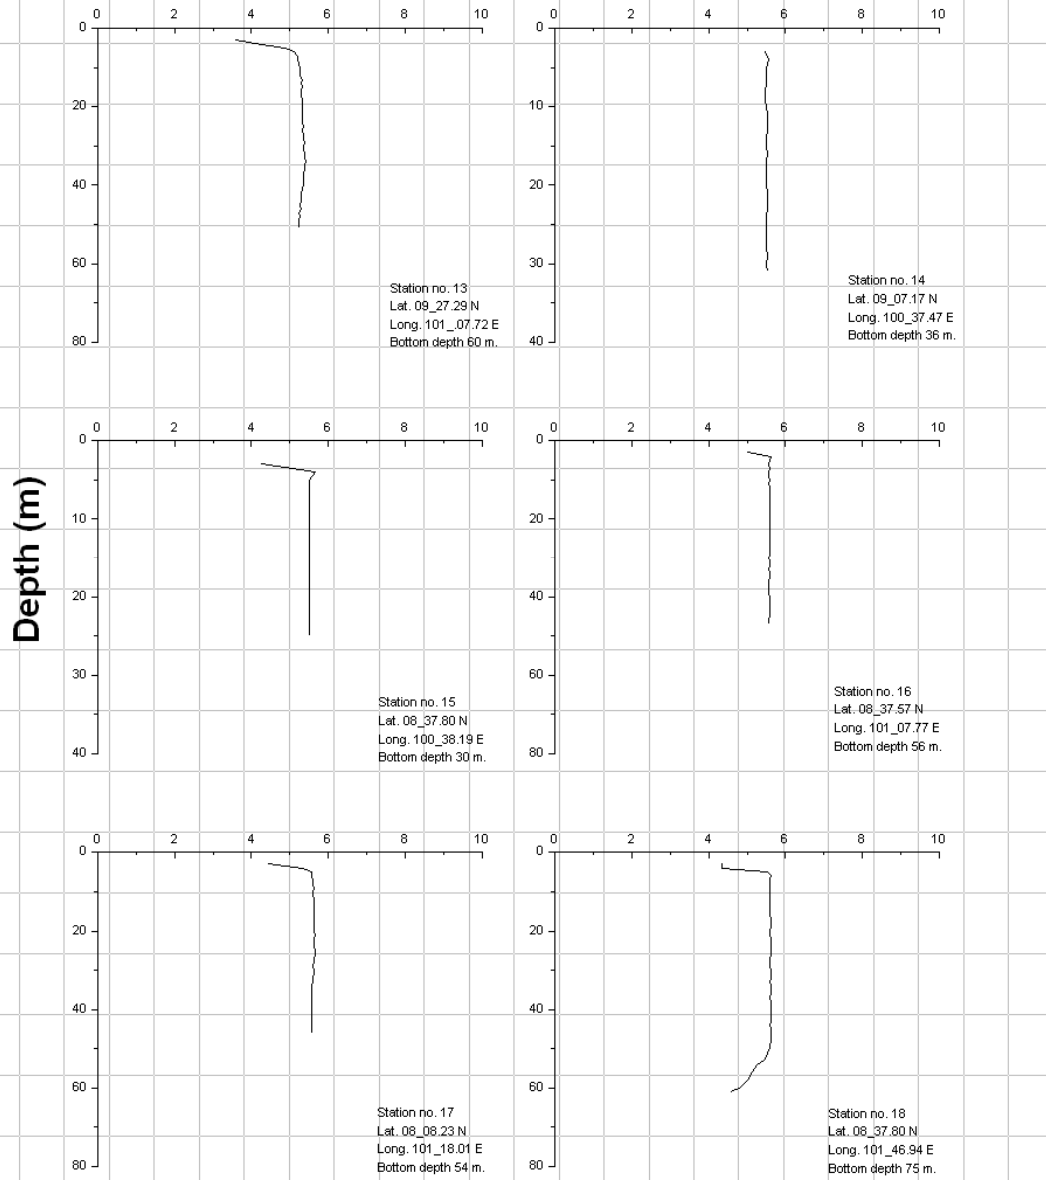 0 2 4 6 8 10
0
20
40
60
80
Station no. 13
Lat. 09_27.29 N
Long. 101_.07.72 E
Bottom depth 60 m.
0 2 4 6 8 10
0
10
20
30
40
Station no. 14
Lat. 09_07.17 N
Long. 100_37.47 E
Bottom depth 36 m.
Depth (m)
0 2 4 6 8 10
0
10
20
30
40
Station no. 15
Lat. 08_37.80 N
Long. 100_38.19 E
Bottom depth 30 m.
0 2 4 6 8 10
0
20
40
60
80
Station no. 16
Lat. 08_37.57 N
Long. 101_07.77 E
Bottom depth 56 m.
0 2 4 6 8 10
0
20
40
60
80
Station no. 17
Lat. 08_08.23 N
Long. 101_18.01 E
Bottom depth 54 m.
0 2 4 6 8 10
0
20
40
60
80
Station no. 18
Lat. 08_37.80 N
Long. 101_46.94 E
Bottom depth 75 m.